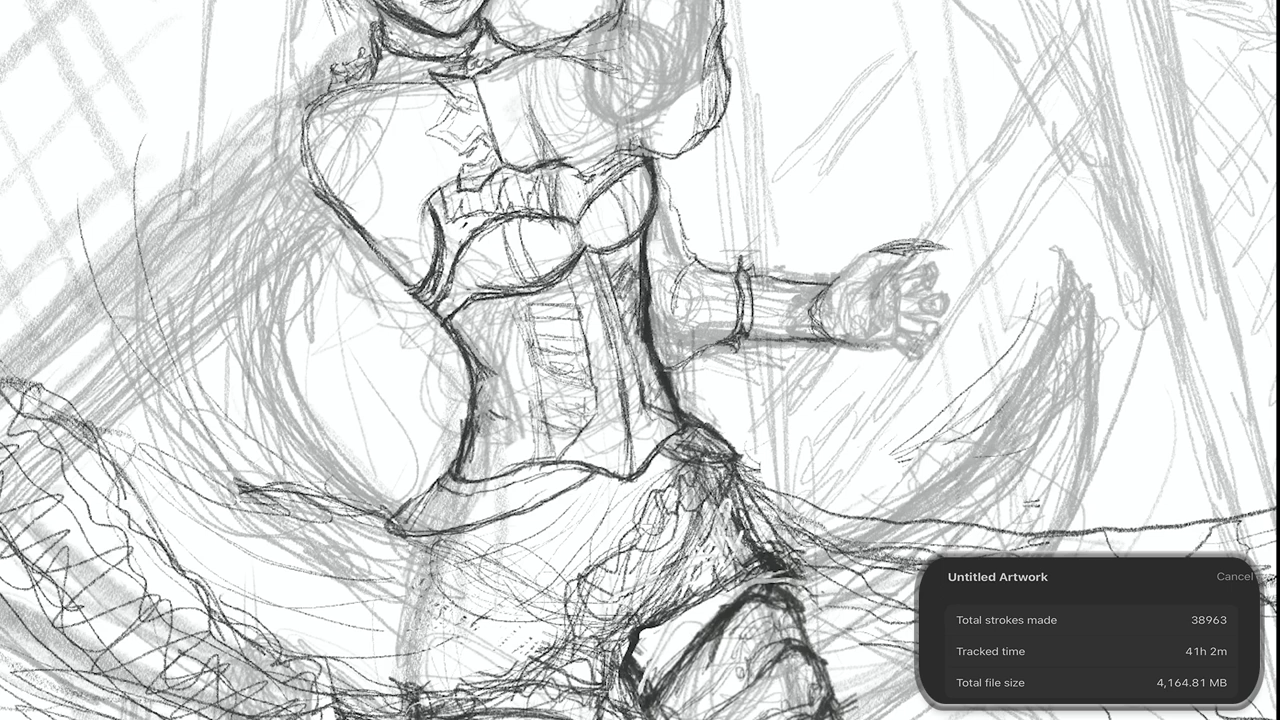 Untitled Artwork Cancel
Total strokes made 38963
Tracked time 41h 2m
Total file size 4,164.81 MB